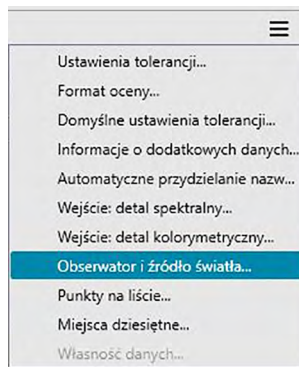 Ustawienia tolerancji...
Format oceny...
Domyślne ustawienia tolerancji...
Informacje o dodatkowych danych...
Automatyczne przydzielanie nazw...
Wejście: detal spektralny...
Wejście: detal kolorymetryczny...
Obserwator i źródło światła...
Punkty na liście...
Miejsca dziesiętne...
Własność danych...